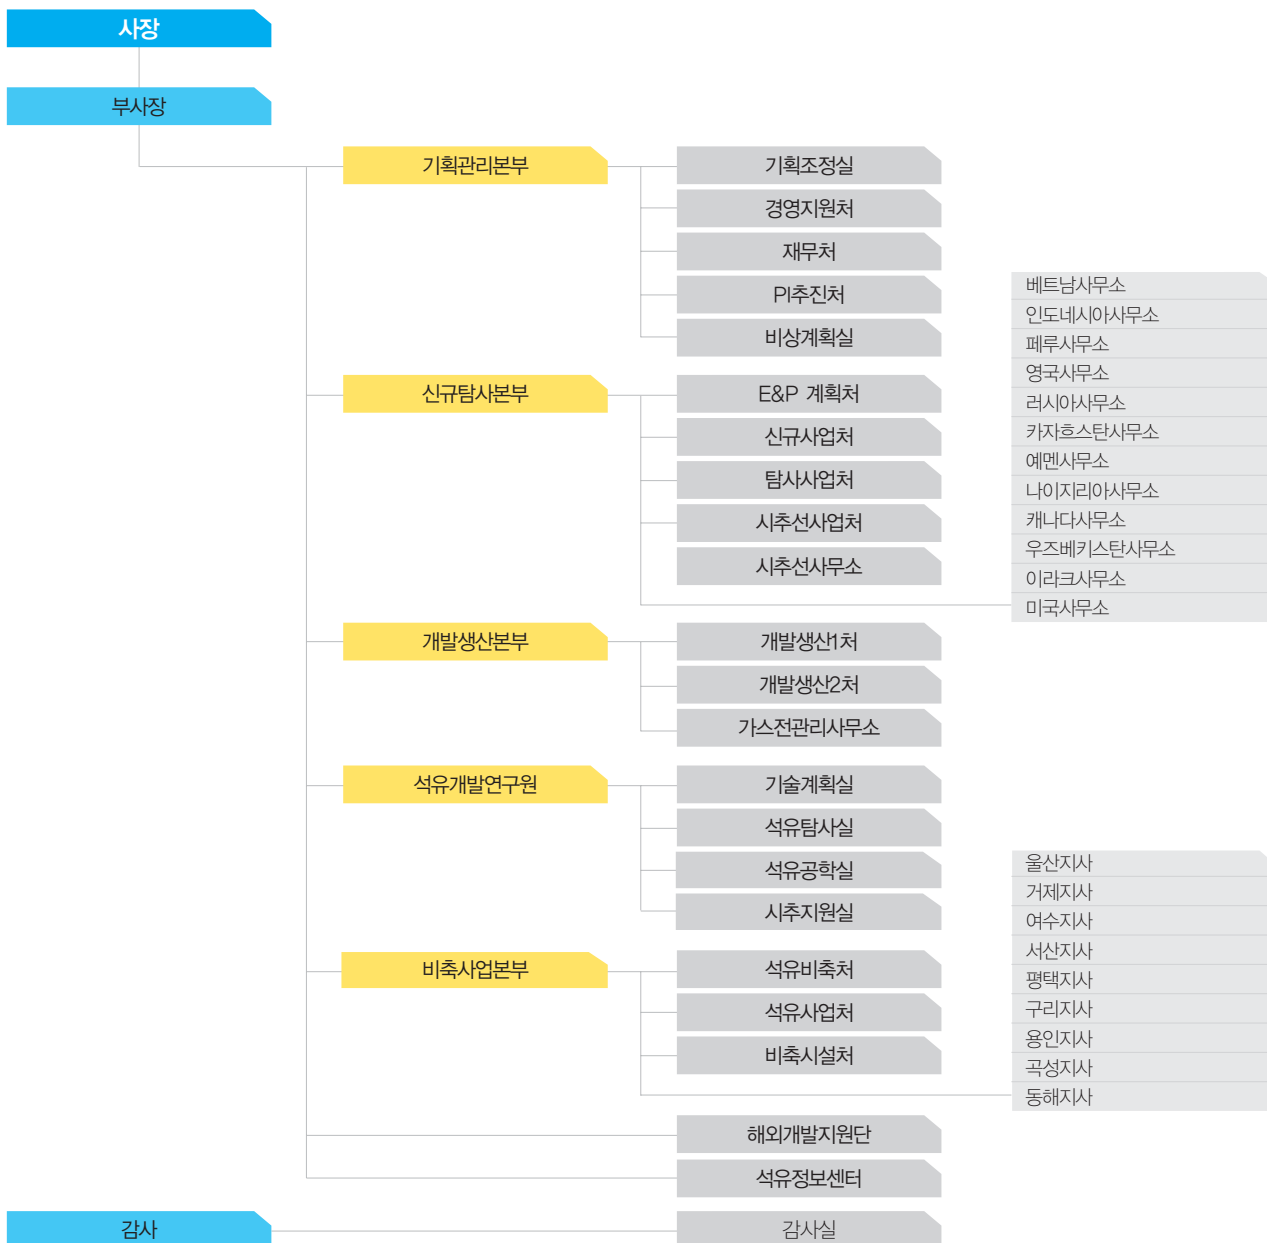 사장
부사장
기획관리본부
기획조정실
경영지원처
재무처
PI추진처
비상계획실
신규탐사본부
E&P 계획처
신규사업처
탐사사업처
시추선사업처
시추선사무소
베트남사무소
인도네시아사무소
페루사무소
영국사무소
러시아사무소
카자흐스탄사무소
예멘사무소
나이지리아사무소
캐나다사무소
우즈베키스탄사무소
이라크사무소
미국사무소
개발생산본부
개발생산1처
개발생산2처
가스전관리사무소
석유개발연구원
기술계획실
석유탐사실
석유공학실
시추지원실
비축사업본부
석유비축처
석유사업처
비축시설처
울산지사
거제지사
여수지사
서산지사
평택지사
구리지사
용인지사
곡성지사
동해지사
해외개발지원단
석유정보센터
감사
감사실